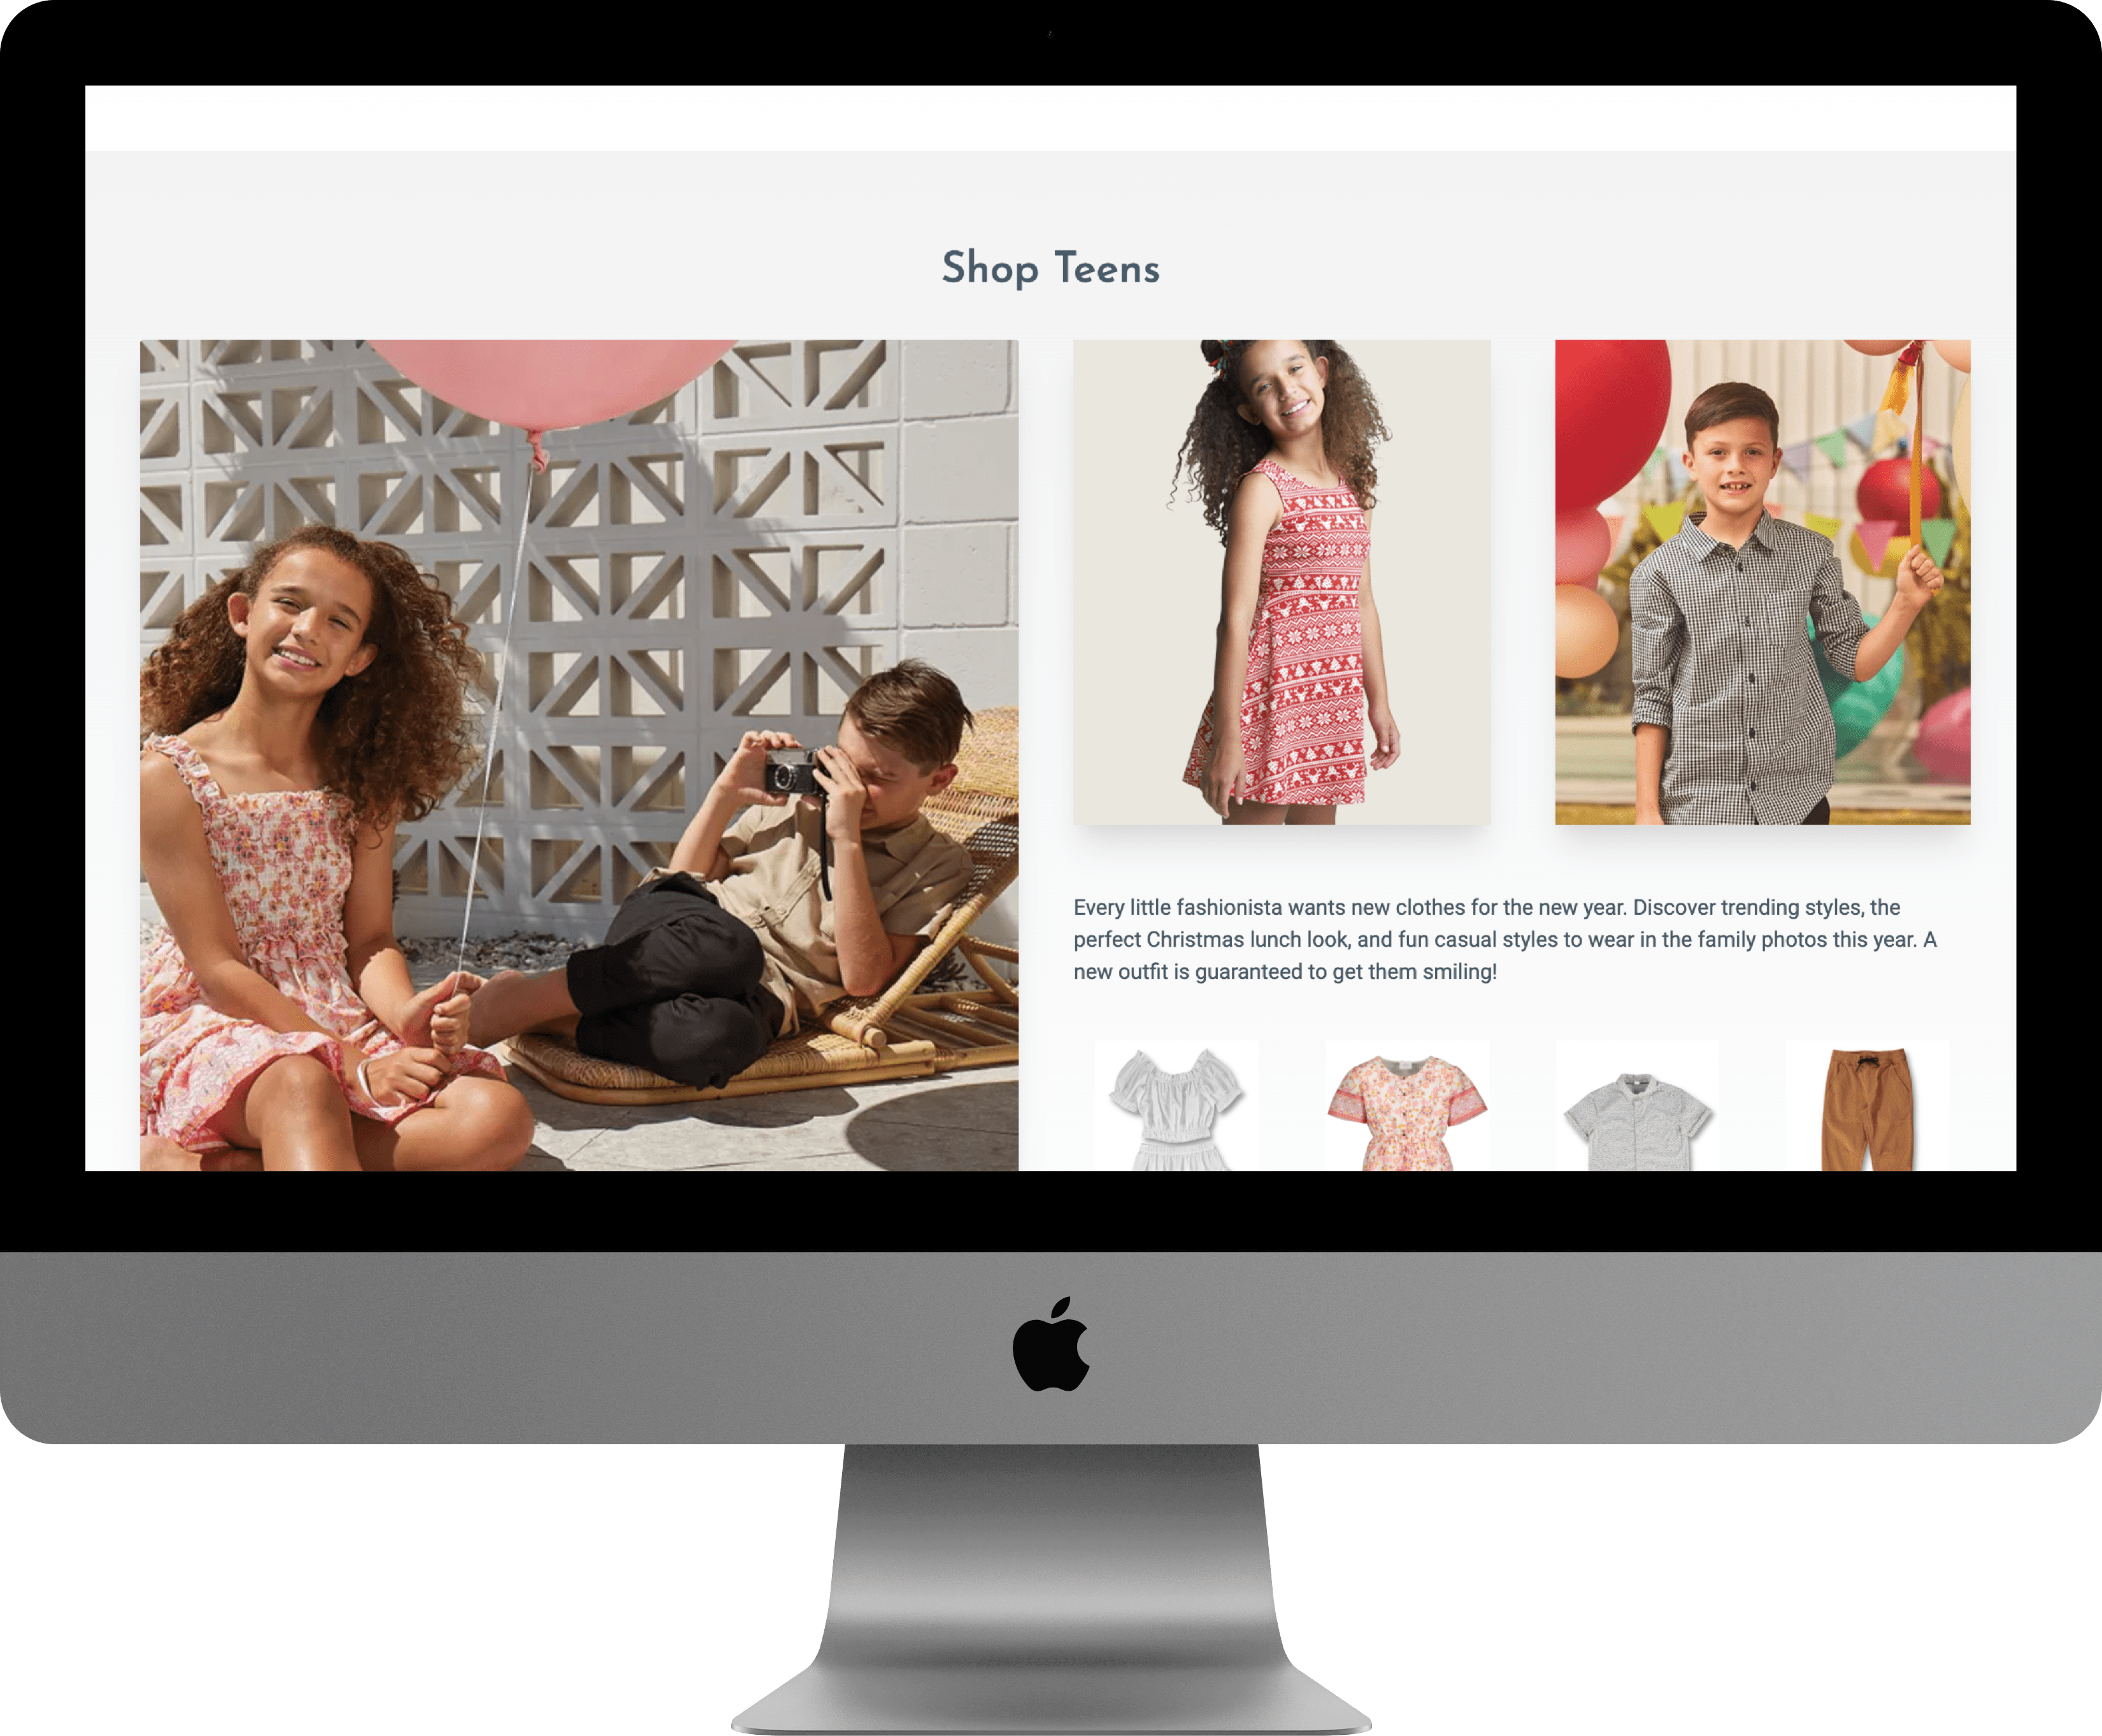 Shop Teens
Every little fashionista wants new clothes for the new year. Discover trending styles, the
perfect Christmas lunch look, and fun casual styles to wear in the family photos this year. A
new outfit is guaranteed to get them smiling!